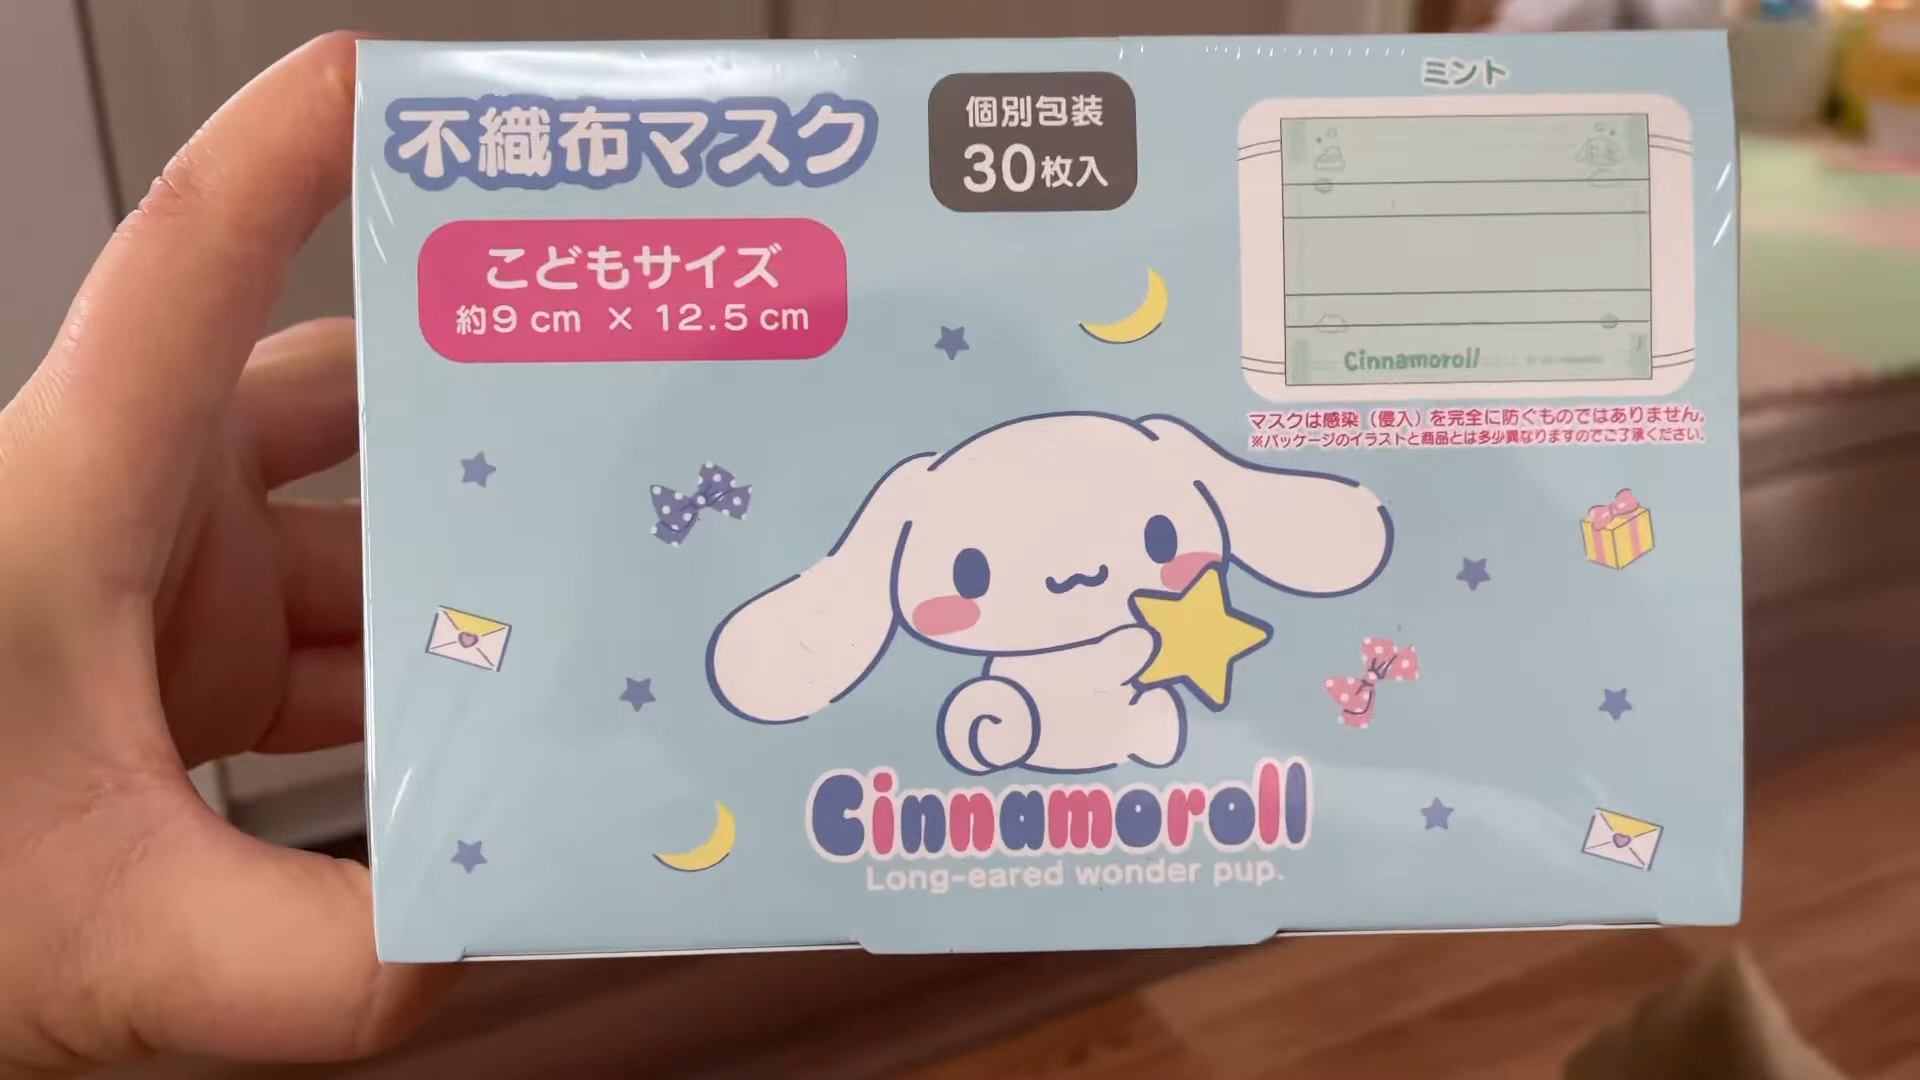 不織布マスク
個別包装
30枚入
こどもサイズ
約9cm × 12.5cm
ミント
Cinnamoroll
マスクは感染（侵入）を完全に防ぐものではありません。
※パッケージのイラストと商品とは多少異なりますのでご了承ください。
Cinnamoroll
Long-eared wonder pup.